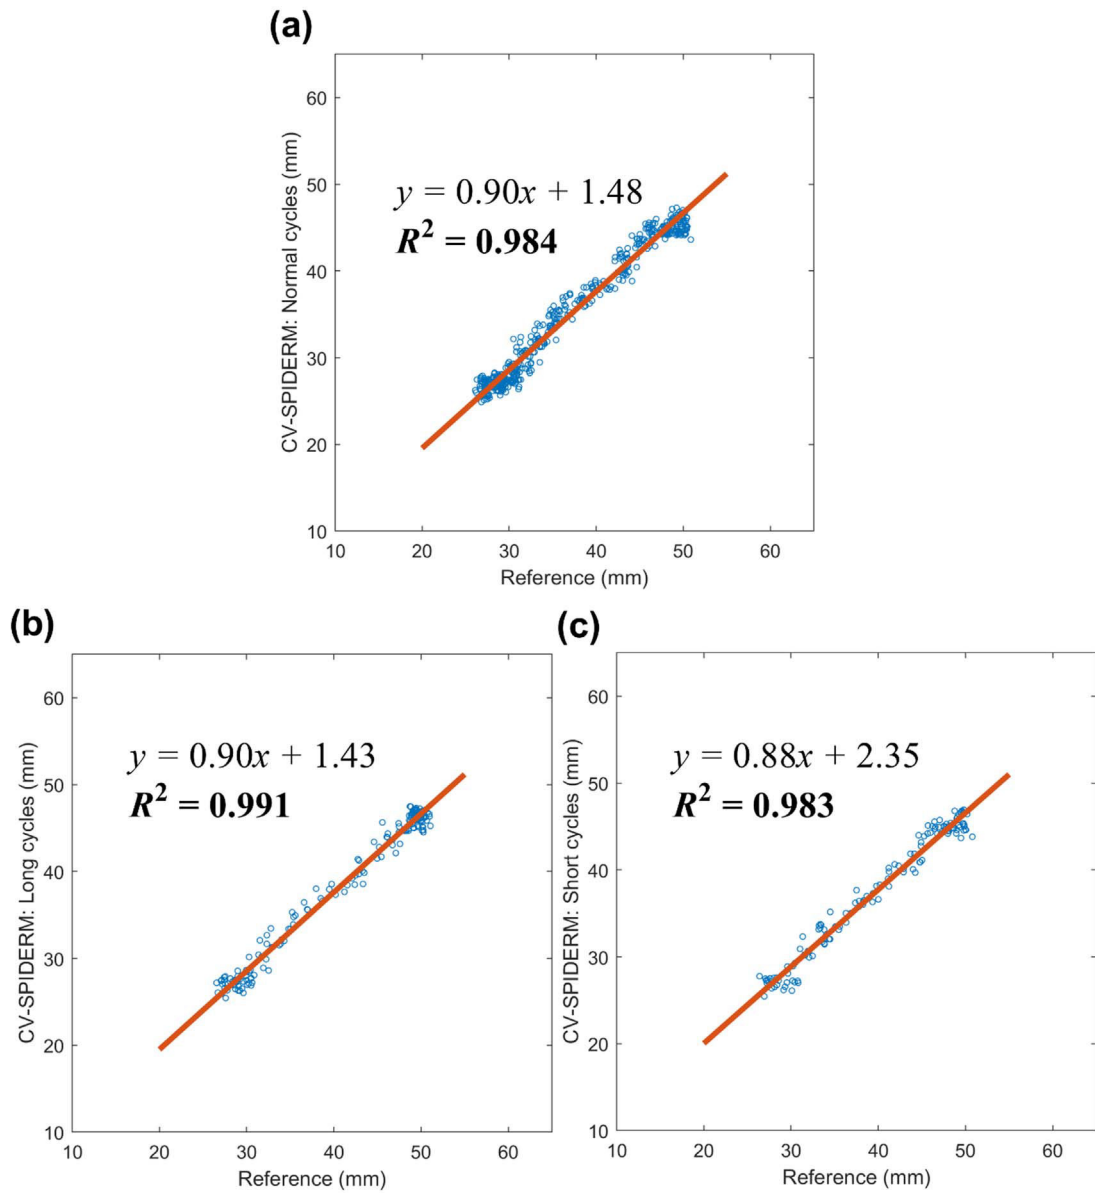 (a)
60
50
40
30
20
10
CV-SPIDERM: Normal cycles (mm)
y = 0.90x + 1.48
R² = 0.984
10 20 30 40 50 60
Reference (mm)
(b)
60
50
40
30
20
10
CV-SPIDERM: Long cycles (mm)
y = 0.90x + 1.43
R² = 0.991
10 20 30 40 50 60
Reference (mm)
(c)
60
50
40
30
20
10
CV-SPIDERM: Short cycles (mm)
y = 0.88x + 2.35
R² = 0.983
10 20 30 40 50 60
Reference (mm)